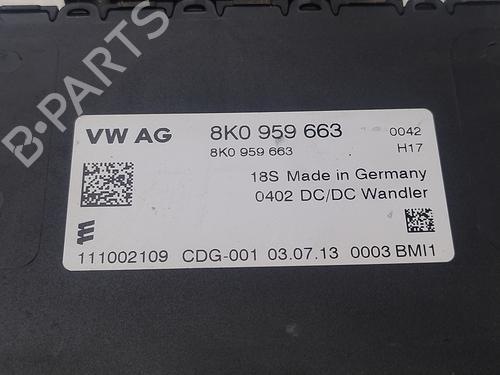 VW AG 8K0 959 663 0042
8K0 959 663 H17
18S Made in Germany
0402 DC/DC Wandler
111002109 CDG-001 03.07.13 0003 BMI1